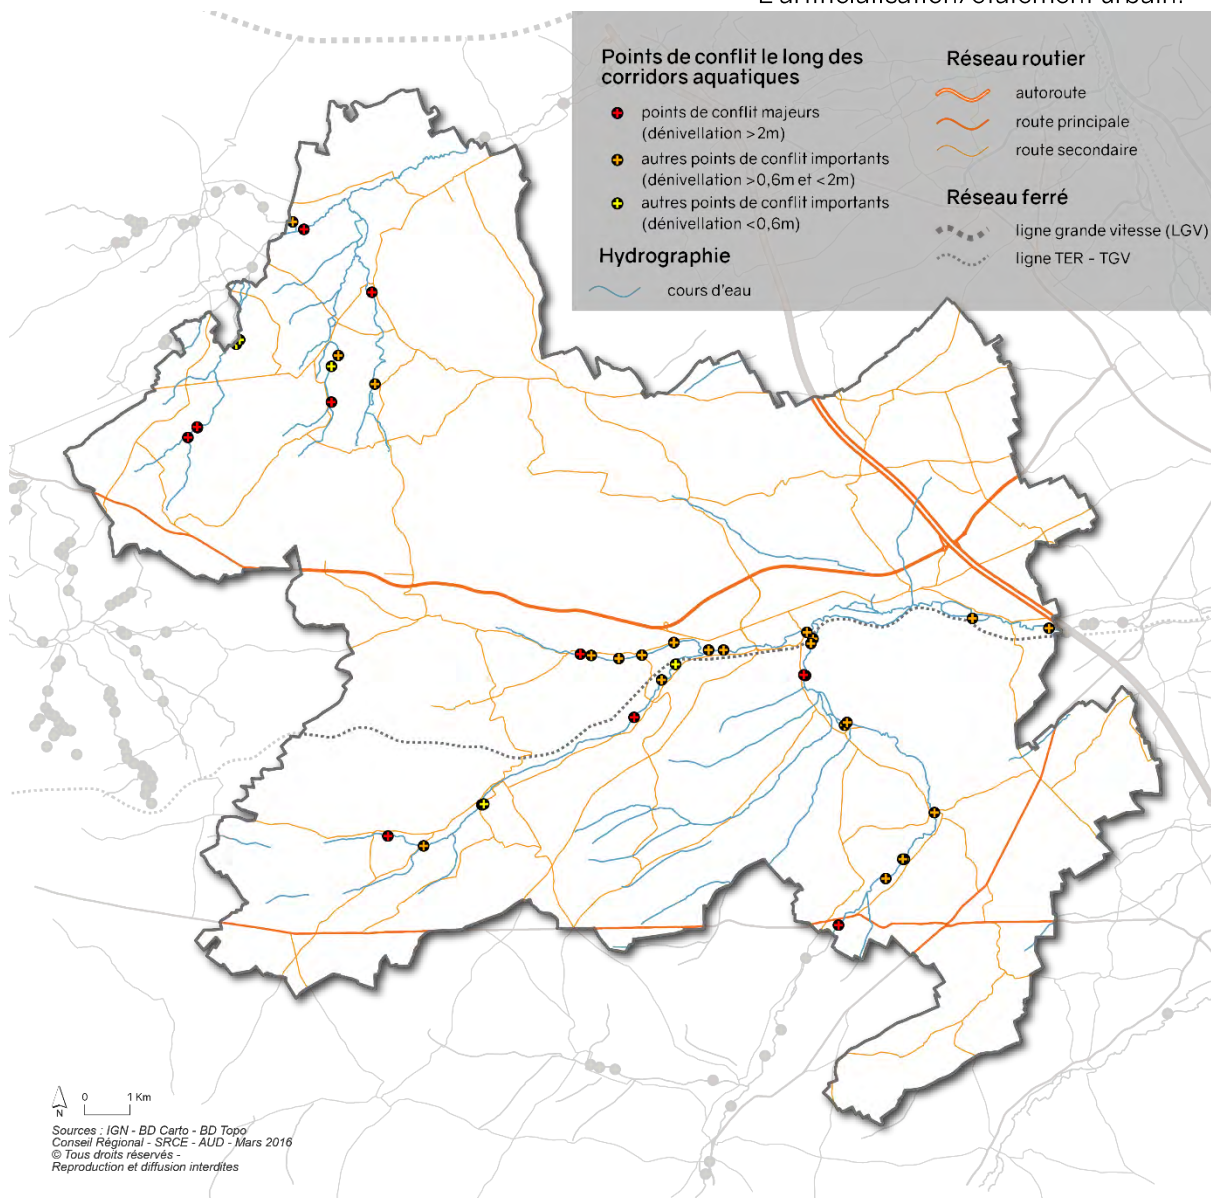 L'artificialisation/étalement urbain.
Points de conflit le long des
corridors aquatiques
points de conflit majeurs
(dénivellation >2m)
autres points de conflit importants
(dénivellation >0,6m et <2m)
autres points de conflit importants
(dénivellation <0,6m)
Hydrographie
cours d'eau
Réseau routier
autoroute
route principale
route secondaire
Réseau ferré
ligne grande vitesse (LGV)
ligne TER - TGV
0 1 Km
N
Sources : IGN - BD Carto - BD Topo
Conseil Régional - SRCE - AUD - Mars 2016
© Tous droits réservés -
Reproduction et diffusion interdites